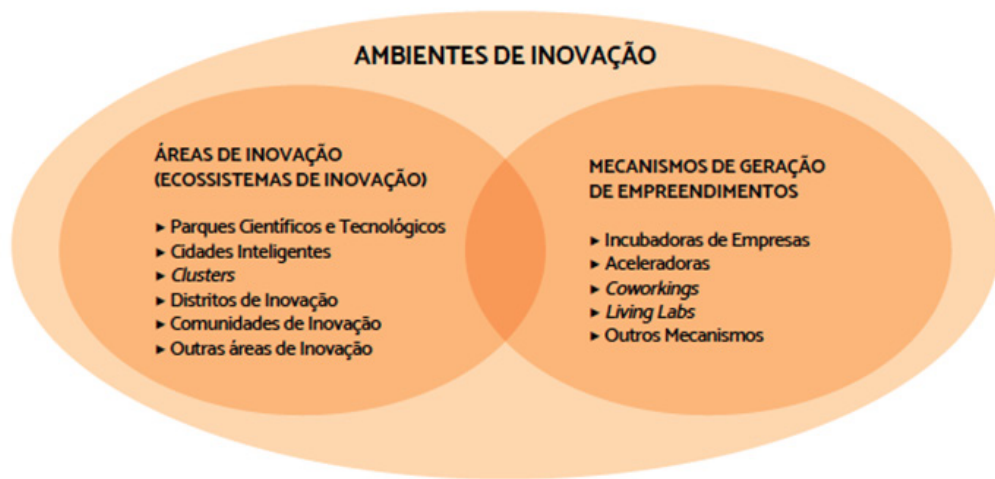 AMBIENTES DE INOVAÇÃO
ÁREAS DE INOVAÇÃO
(ECOSSISTEMAS DE INOVAÇÃO)
▸ Parques Científicos e Tecnológicos
▸ Cidades Inteligentes
▸ Clusters
▸ Distritos de Inovação
▸ Comunidades de Inovação
▸ Outras áreas de Inovação
MECANISMOS DE GERAÇÃO
DE EMPREENDIMENTOS
▸ Incubadoras de Empresas
▸ Aceleradoras
▸ Coworkings
▸ Living Labs
▸ Outros Mecanismos